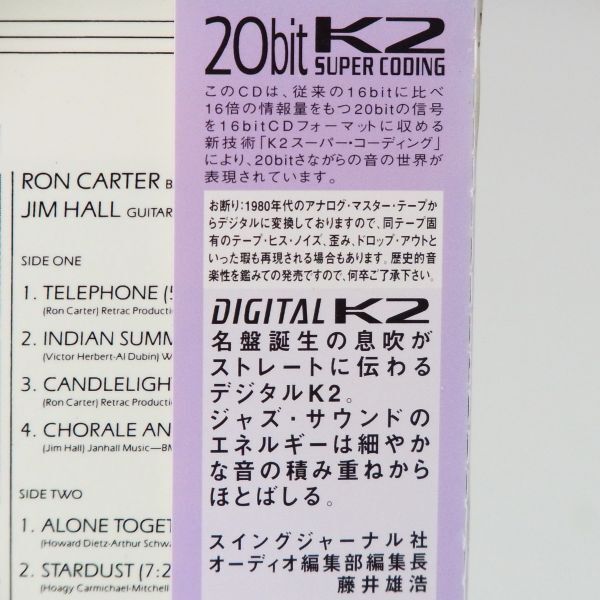 RON CARTER B
JIM HALL GUITAR
SIDE ONE
1. TELEPHONE (5
(Ron Carter) Retrac Productio
2. INDIAN SUMM
(Victor Herbert-Al Dubin) W
3. CANDLELIGHT
(Ron Carter) Retrac Productio
4. CHORALE AN
(Jim Hall) Janhall Music—BM
SIDE TWO
1. ALONE TOGET
(Howard Dietz-Arthur Schw
2. STARDUST (7:2
(Hoagy Carmichael-Mitchell
20bit K2
SUPER CODING
このCDは、従来の16bitに比べ
16倍の情報量をもつ20bitの信号
を16bitCDフォーマットに収める
新技術「K2スーパー・コーディング」
により、20bitさながらの音の世界が
表現されています。
お断り：1980年代のアナログ・マスター・テープか
らデジタルに変換しておりますので、同テープ固
有のテープ・ヒス・ノイズ、歪み、ドロップ・アウトと
いった瑕も再現される場合もあります。歴史的音
楽性を鑑みての発売ですので、何卒ご了承下さい。
DIGITAL K2
名盤誕生の息吹が
ストレートに伝わる
デジタルK2。
ジャズ・サウンドの
エネルギーは細やか
な音の積み重ねから
ほとばしる。
スイングジャーナル社
オーディオ編集部編集長
藤井雄浩